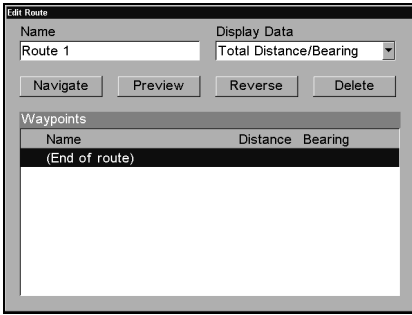 Edit Route
Name Display Data
Route 1 Total Distance/Bearing
Navigate Preview Reverse Delete
Waypoints
Name Distance Bearing
(End of route)